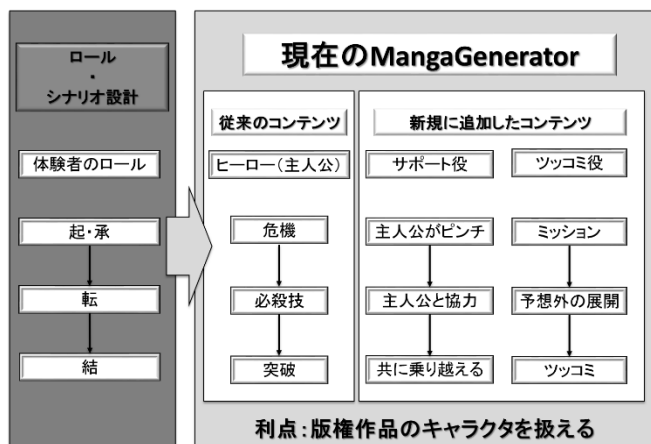 ロール
・
シナリオ設計
体験者のロール
起・承
転
結
現在のMangaGenerator
従来のコンテンツ
ヒーロー(主人公)
危機
必殺技
突破
新規に追加したコンテンツ
サポート役
主人公がピンチ
主人公と協力
共に乗り越える
ツッコミ役
ミッション
予想外の展開
ツッコミ
利点:版権作品のキャラクタを扱える